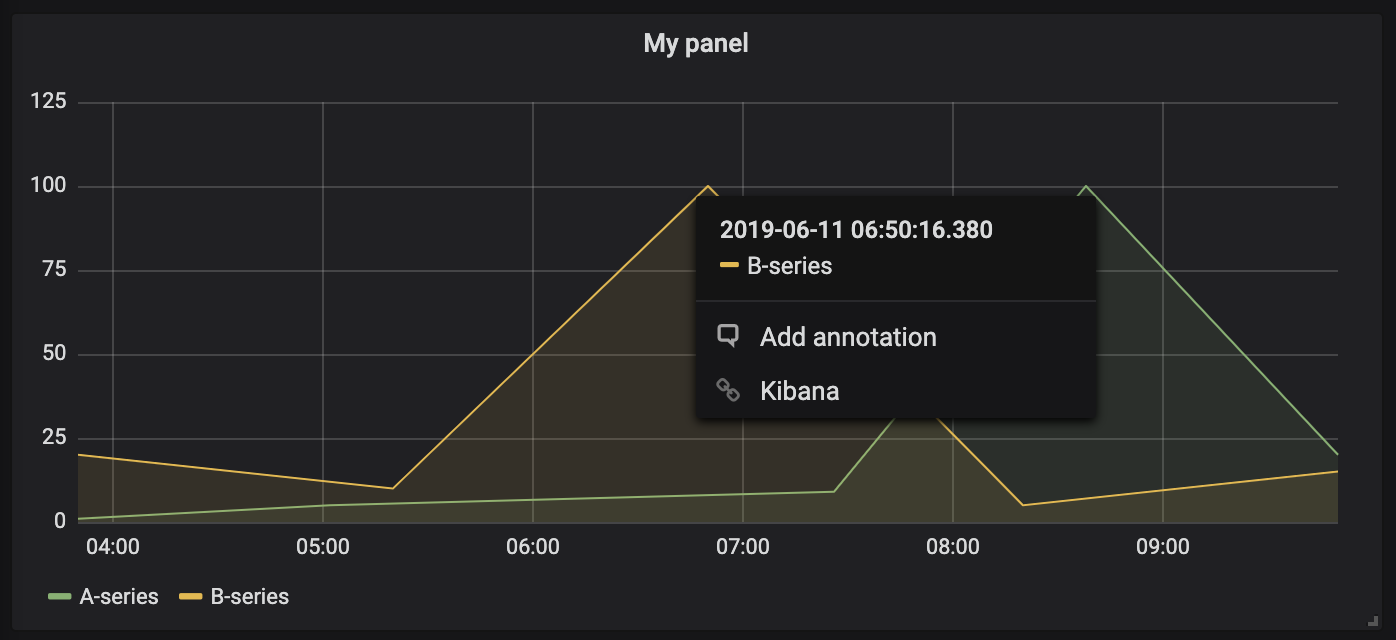 My panel
125
100
75
50
25
0
2019-06-11 06:50:16.380
B-series
Add annotation
Kibana
04:00 05:00 06:00 07:00 08:00 09:00
A-series B-series